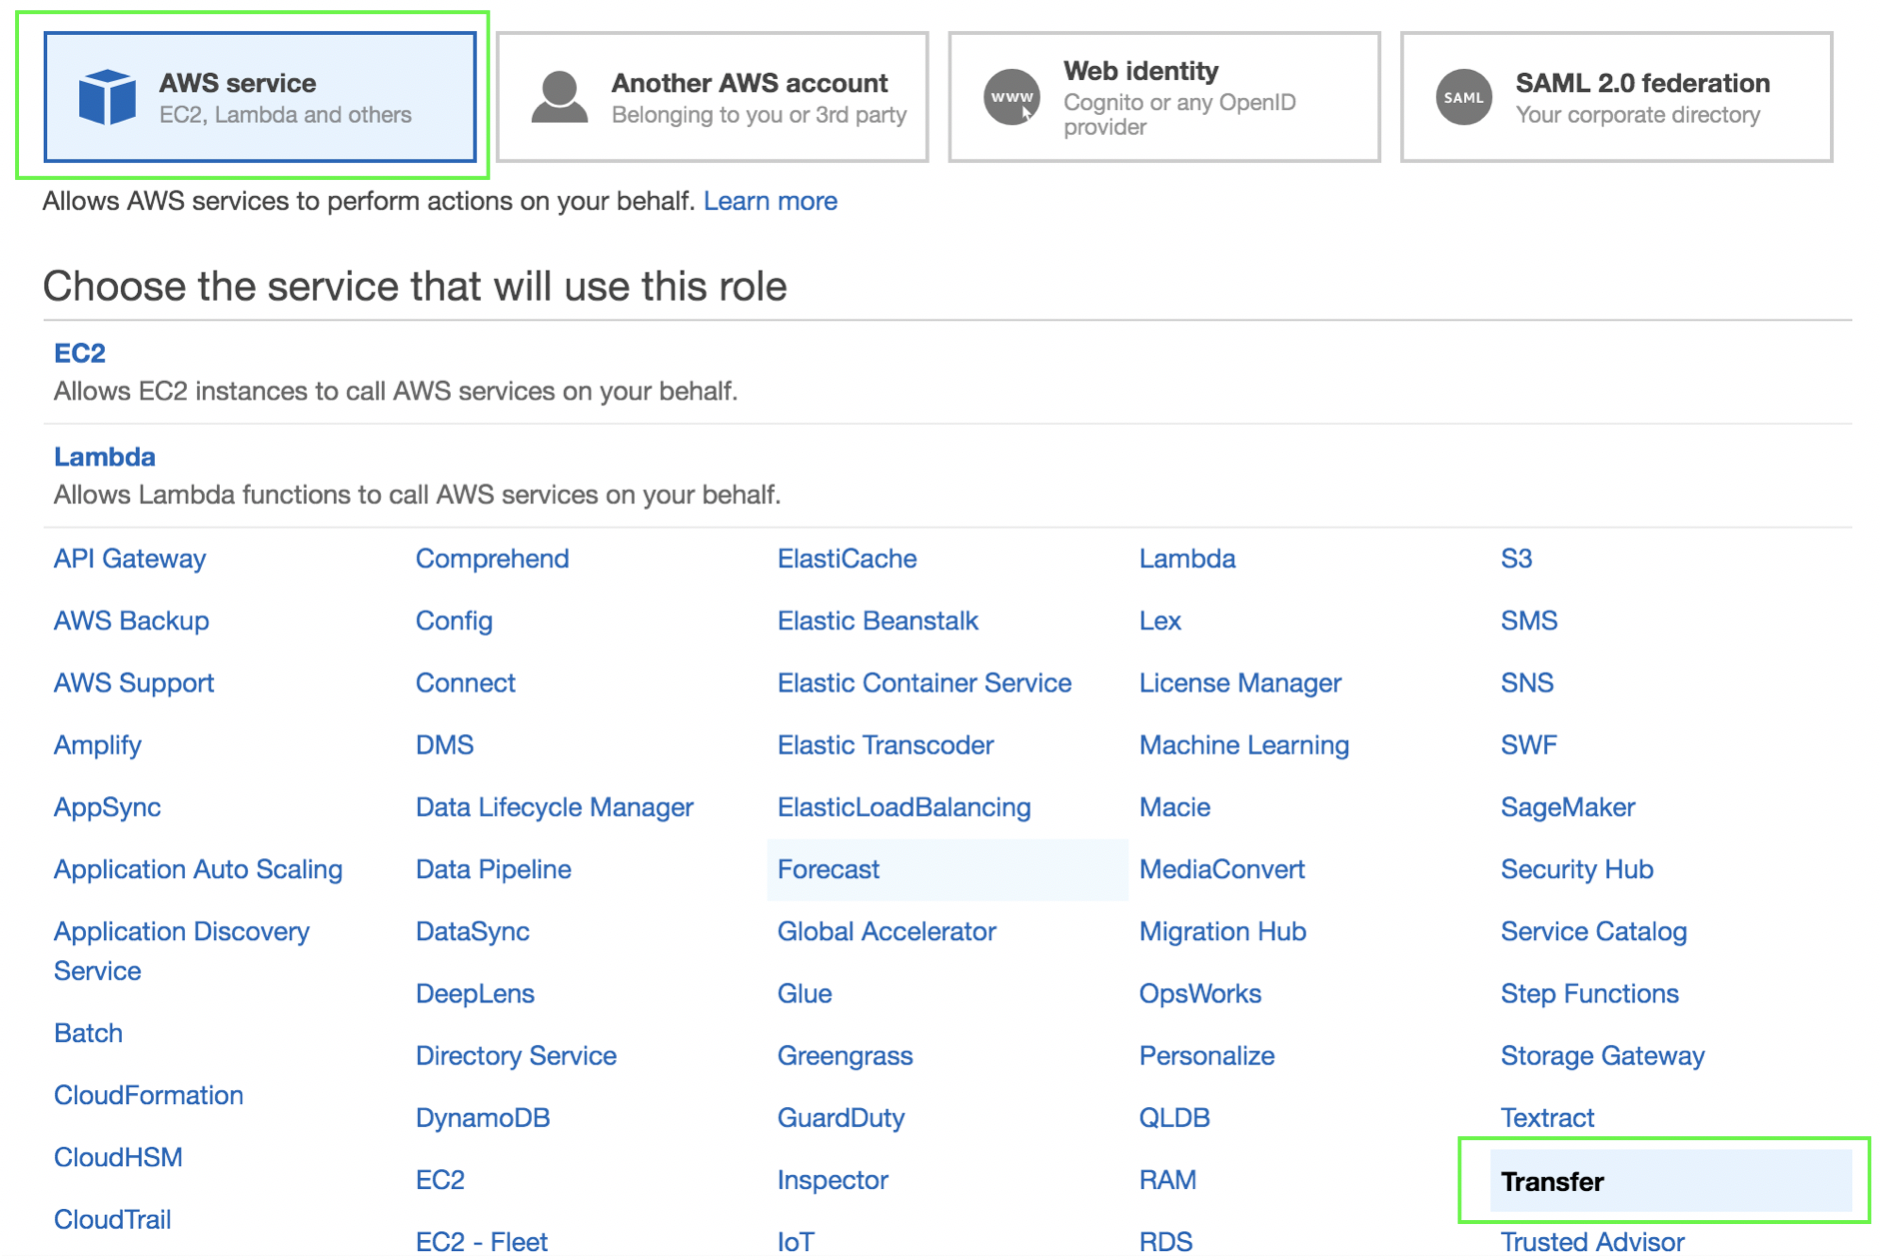 AWS service
EC2, Lambda and others
Another AWS account
Belonging to you or 3rd party
www
Web identity
Cognito or any OpenID
provider
SAML
SAML 2.0 federation
Your corporate directory
Allows AWS services to perform actions on your behalf. Learn more
Choose the service that will use this role
EC2
Allows EC2 instances to call AWS services on your behalf.
Lambda
Allows Lambda functions to call AWS services on your behalf.
API Gateway
AWS Backup
AWS Support
Amplify
AppSync
Application Auto Scaling
Application Discovery
Service
Batch
CloudFormation
CloudHSM
CloudTrail
Comprehend
Config
Connect
DMS
Data Lifecycle Manager
Data Pipeline
DataSync
DeepLens
Directory Service
DynamoDB
EC2
EC2 - Fleet
ElastiCache
Elastic Beanstalk
Elastic Container Service
Elastic Transcoder
ElasticLoadBalancing
Forecast
Global Accelerator
Glue
Greengrass
GuardDuty
Inspector
IoT
Lambda
Lex
License Manager
Machine Learning
Macie
MediaConvert
Migration Hub
OpsWorks
Personalize
QLDB
RAM
RDS
S3
SMS
SNS
SWF
SageMaker
Security Hub
Service Catalog
Step Functions
Storage Gateway
Textract
Transfer
Trusted Advisor